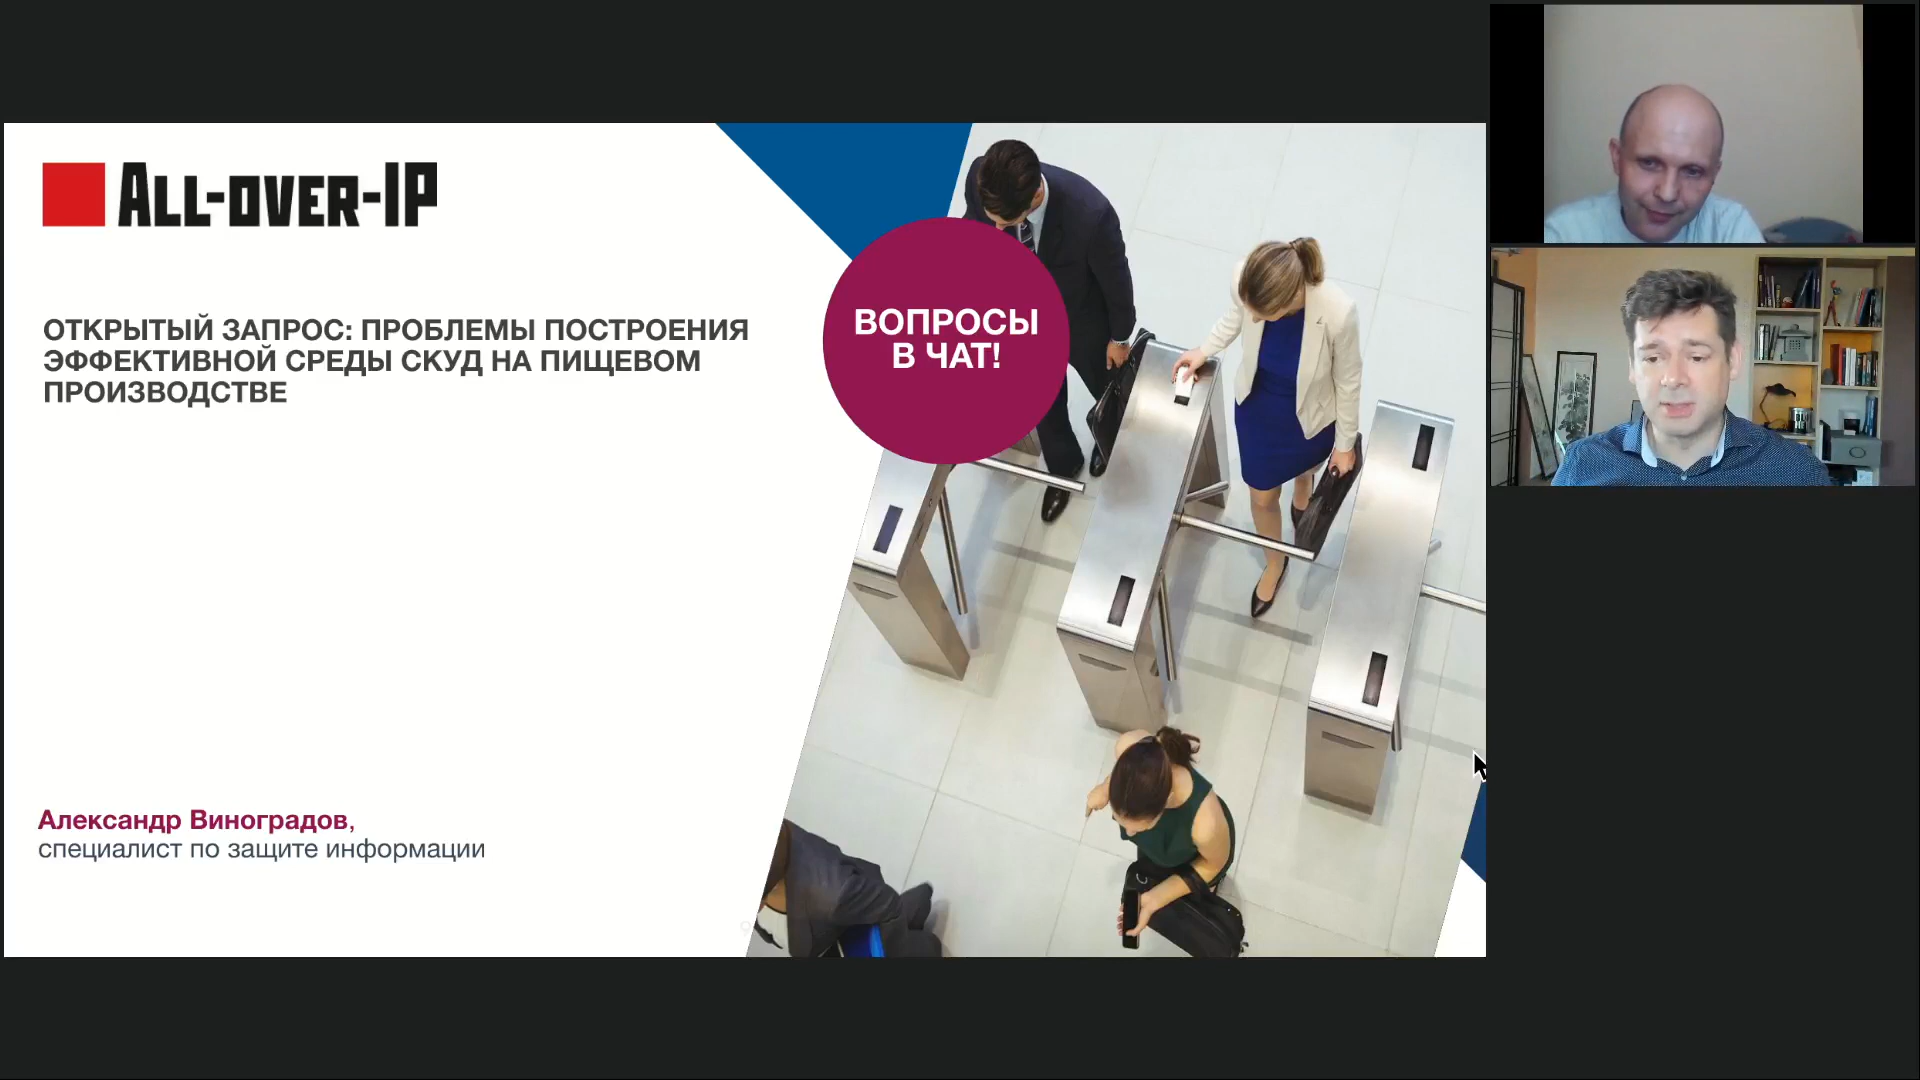 ALL-OVER-IP
ОТКРЫТЫЙ ЗАПРОС: ПРОБЛЕМЫ ПОСТРОЕНИЯ
ЭФФЕКТИВНОЙ СРЕДЫ СКУД НА ПИЩЕВОМ
ПРОИЗВОДСТВЕ
ВОПРОСЫ
В ЧАТ!
Александр Виноградов,
специалист по защите информации